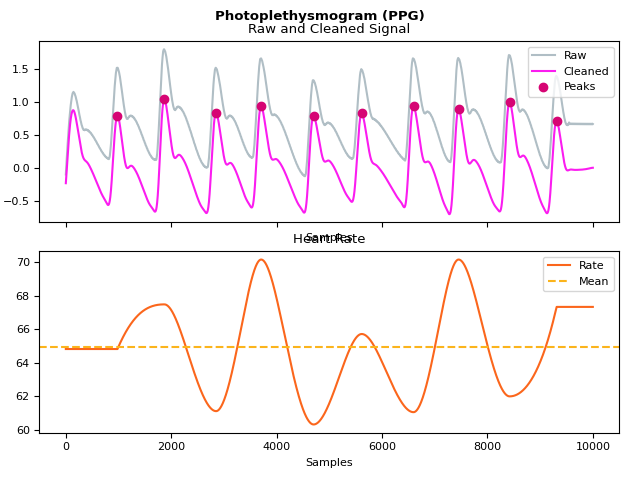 Photoplethysmogram (PPG)
Raw and Cleaned Signal
Raw
Cleaned
Peaks
1.5
1.0
0.5
0.0
−0.5
Samples
Heart Rate
Rate
Mean
70
68
66
64
62
60
0 2000 4000 6000 8000 10000
Samples